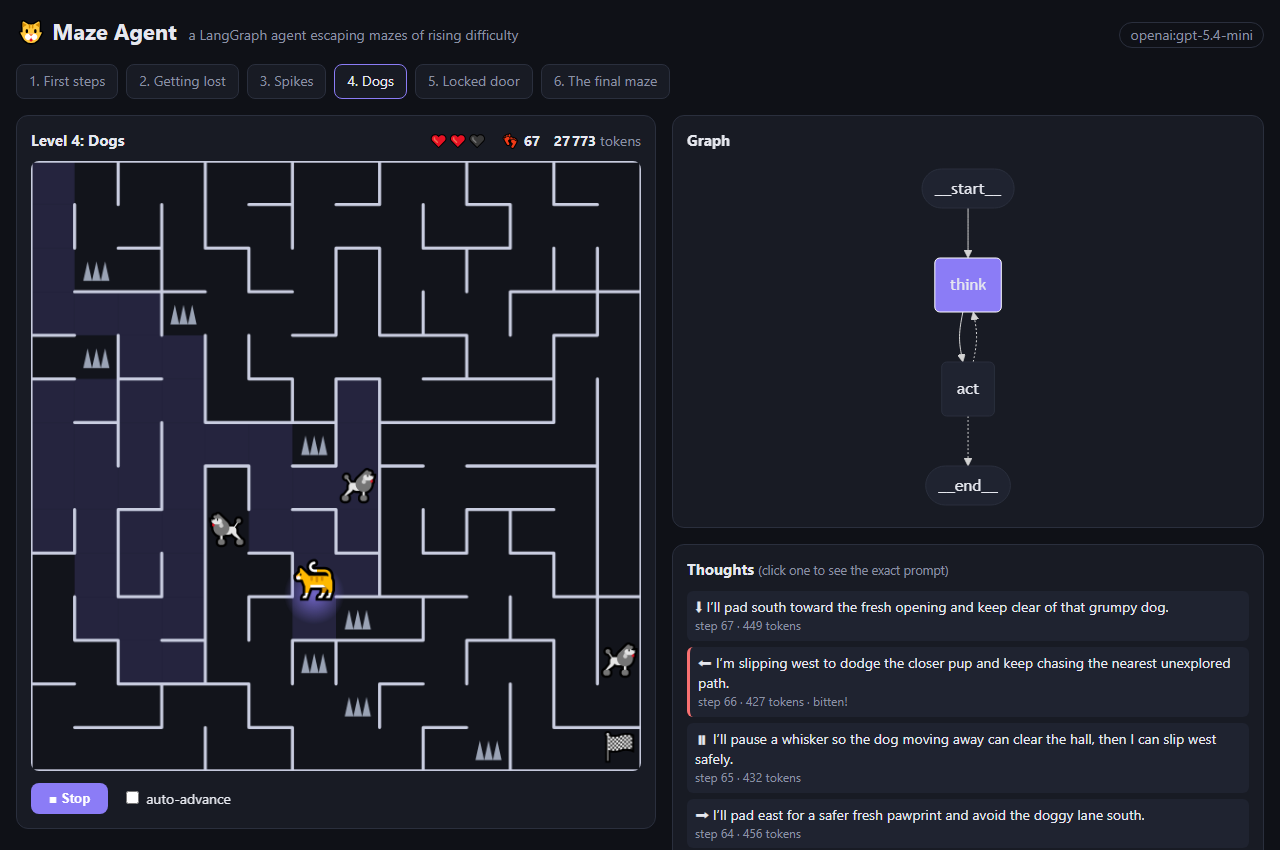 Maze Agent a LangGraph agent escaping mazes of rising difficulty
openai:gpt-5.4-mini
1. First steps
2. Getting lost
3. Spikes
4. Dogs
5. Locked door
6. The final maze
Level 4: Dogs
67
27 773 tokens
Stop
auto-advance
Graph
__start__
think
act
__end__
Thoughts (click one to see the exact prompt)
⬇ I’ll pad south toward the fresh opening and keep clear of that grumpy dog.
step 67 · 449 tokens
⬅ I’m slipping west to dodge the closer pup and keep chasing the nearest unexplored
path.
step 66 · 427 tokens · bitten!
⏸ I’ll pause a whisker so the dog moving away can clear the hall, then I can slip west
safely.
step 65 · 432 tokens
➡ I’ll pad east for a safer fresh pawprint and avoid the doggy lane south.
step 64 · 456 tokens